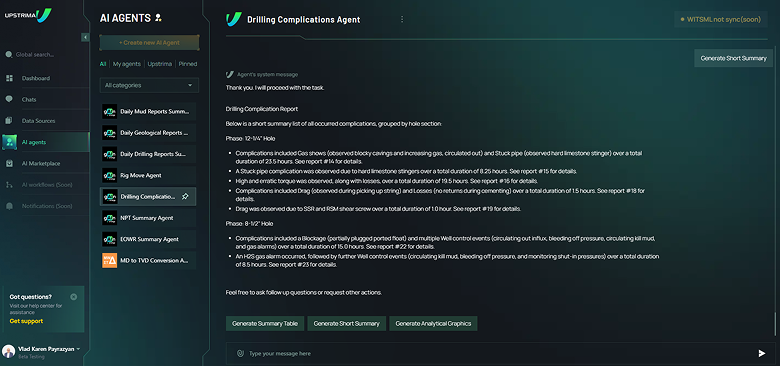 UPSTRIMA
Global search...
Dashboard
Chats
Data Sources
AI agents
AI Marketplace
AI workflows (Soon)
Notifications (Soon)
Got questions?
Visit our help center for
assistance
Get support
Vlad Karen Payrazyan
Beta Testing
AI AGENTS
+ Create new AI Agent
All My agents Upstrima Pinned
All categories
Daily Mud Reports Summ...
Daily Geological Reports ...
Daily Drilling Reports Su...
Rig Move Agent
Drilling Complicatio...
NPT Summary Agent
EOWR Summary Agent
MD to TVD Conversion A...
Drilling Complications Agent
WITSML not sync(soon)
Generate Short Summary
Agent's system message
Thank you. I will proceed with the task.
Drilling Complication Report
Below is a short summary list of all occurred complications, grouped by hole section:
Phase: 12-1/4" Hole
• Complications included Gas shows (observed blocky cavings and increasing gas, circulated out) and Stuck pipe (observed hard limestone stinger) over a total
duration of 23.5 hours. See report #14 for details.
• A Stuck pipe complication was observed due to hard limestone stingers over a total duration of 8.25 hours. See report #15 for details.
• High and erratic torque was observed, along with losses, over a total duration of 19.5 hours. See report #16 for details.
• Complications included Drag (observed during picking up string) and Losses (no returns during cementing) over a total duration of 1.5 hours. See report #18 for
details.
• Drag was observed due to SSR and RSM shear screw over a total duration of 1.0 hour. See report #19 for details.
Phase: 8-1/2" Hole
• Complications included a Blockage (partially plugged ported float) and multiple Well control events (circulating out influx, bleeding off pressure, circulating kill mud,
and gas alarms) over a total duration of 15.0 hours. See report #22 for details.
• An H2S gas alarm occurred, followed by further Well control events (circulating kill mud, bleeding off pressure, and monitoring shut-in pressures) over a total duration
of 8.5 hours. See report #23 for details.
Feel free to ask follow up questions or request other actions.
Generate Summary Table
Generate Short Summary
Generate Analytical Graphics
Type your message here